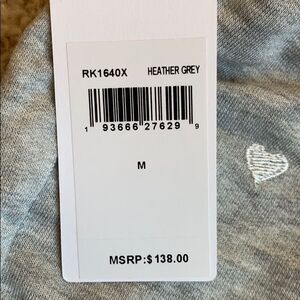 RK1640X HEATHER GREY
1 93666 27629 9
M
MSRP:$138.00